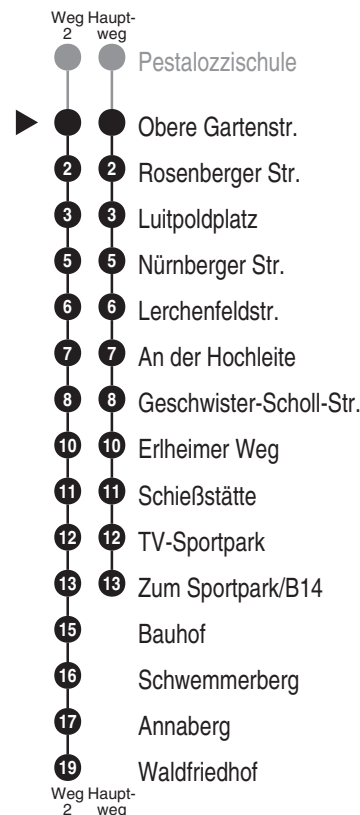 Weg Haupt-
2 weg
Pestalozzischule
Obere Gartenstr.
2 2 Rosenberger Str.
3 3 Luitpoldplatz
5 5 Nürnberger Str.
6 6 Lerchenfeldstr.
7 7 An der Hochleite
8 8 Geschwister-Scholl-Str.
10 10 Erlheimer Weg
11 11 Schießstätte
12 12 TV-Sportpark
13 13 Zum Sportpark/B14
15 Bauhof
16 Schwemmerberg
17 Annaberg
19 Waldfriedhof
Weg Haupt-
2 weg